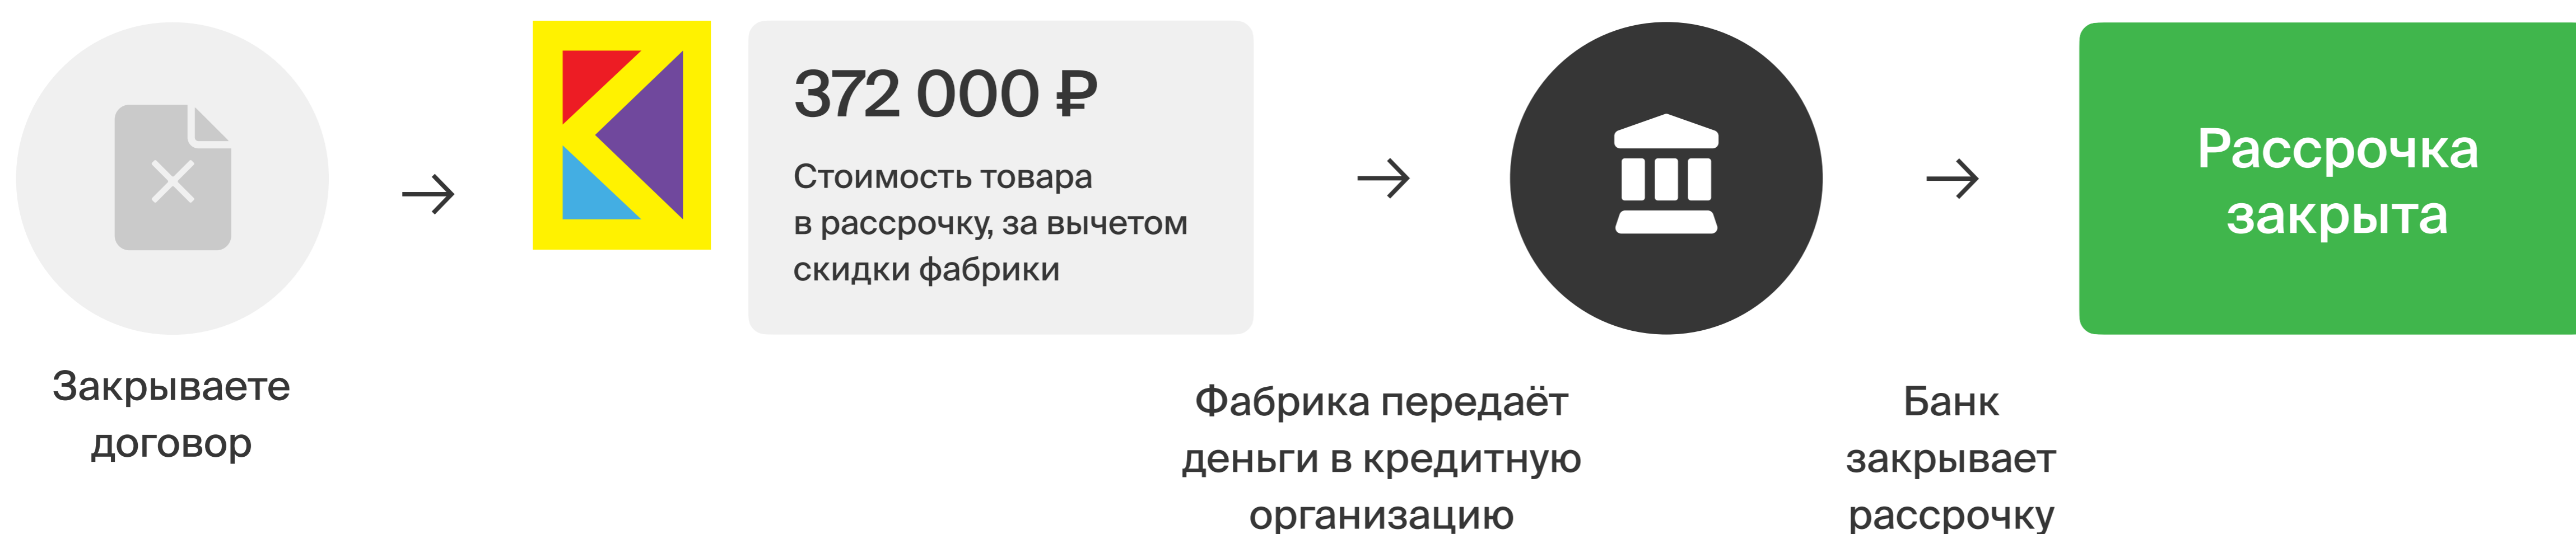 Закрываете
договор
372 000 ₽
Стоимость товара
в рассрочку, за вычетом
скидки фабрики
Фабрика передаёт
деньги в кредитную
организацию
Банк
закрывает
рассрочку
Рассрочка
закрыта